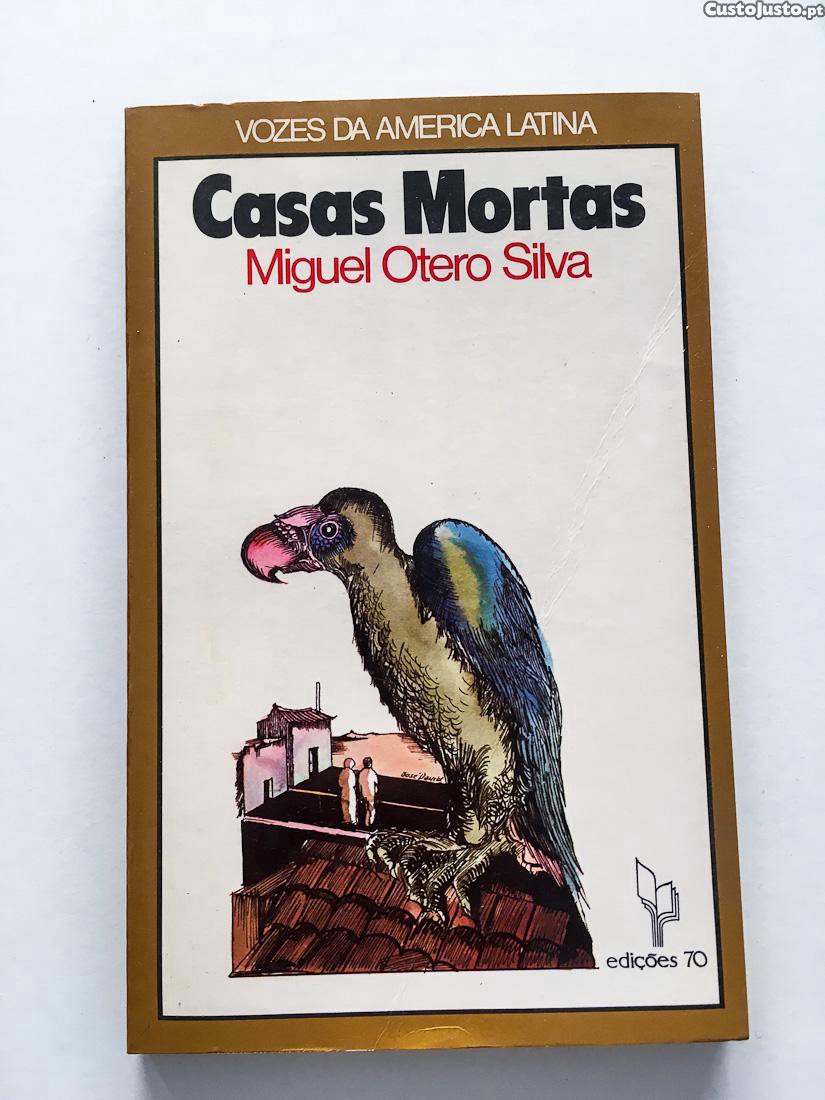 CustoJusto.pt
VOZES DA AMERICA LATINA
Casas Mortas
Miguel Otero Silva
edições 70